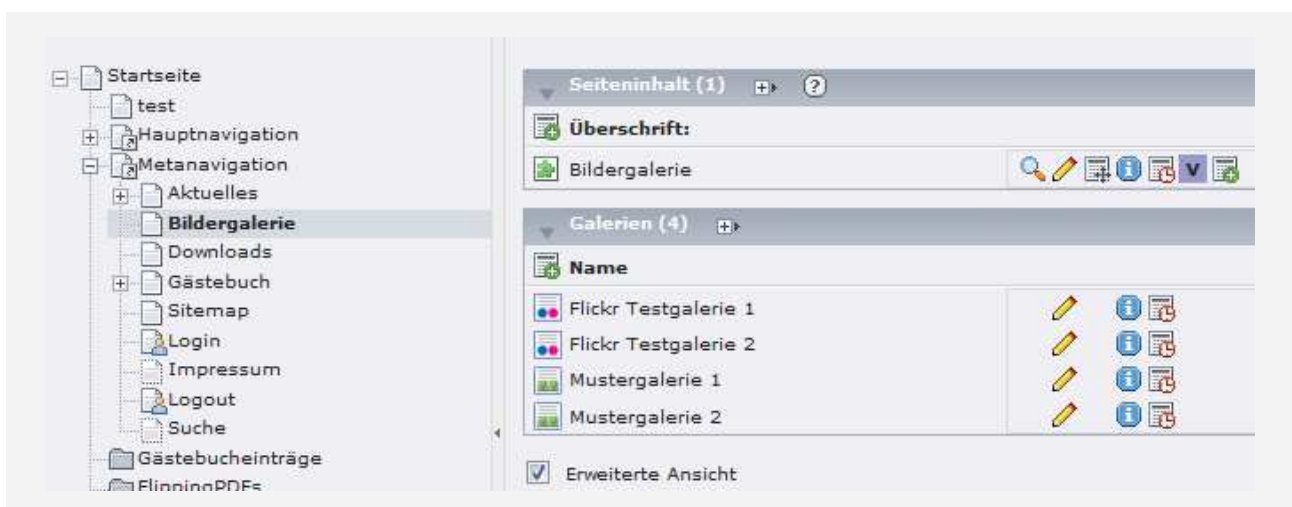 Startseite
test
Hauptnavigation
Metanavigation
Aktuelles
Bildergalerie
Downloads
Gästebuch
Sitemap
Login
Impressum
Logout
Suche
Gästebucheinträge
FlippingPDFs
Seiteninhalt (1)
Überschrift:
Bildergalerie V
Galerien (4)
Name
Flickr Testgalerie 1
Flickr Testgalerie 2
Mustergalerie 1
Mustergalerie 2
Erweiterte Ansicht